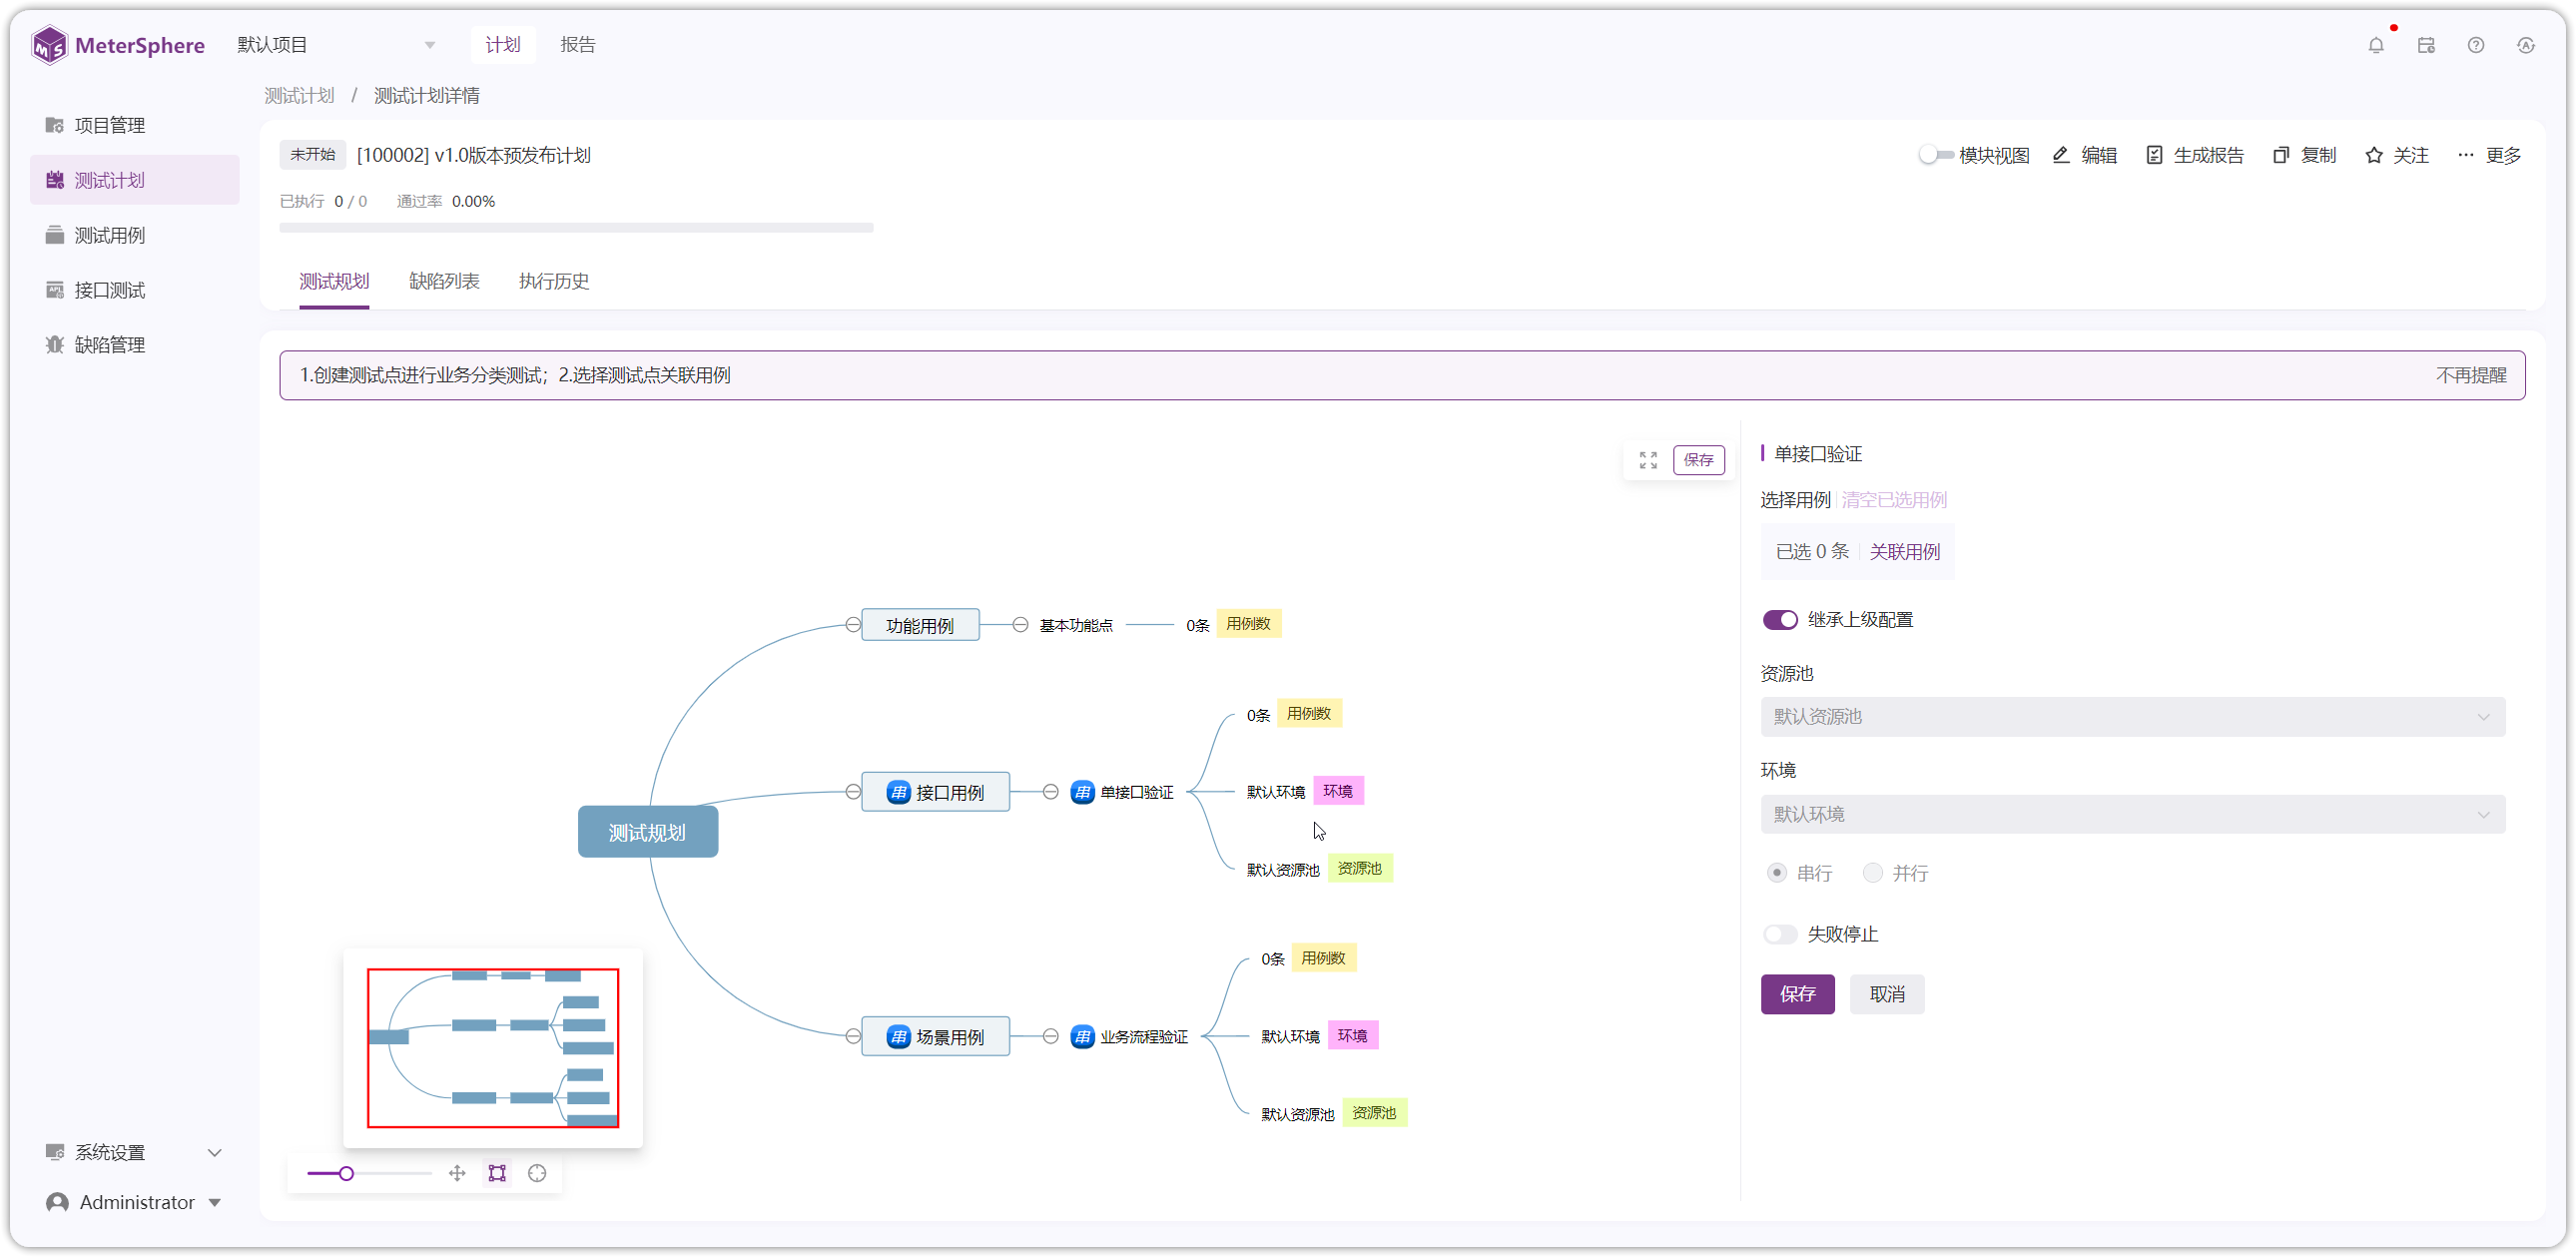 MeterSphere
默认项目
计划
报告
测试计划 / 测试计划详情
项目管理
测试计划
测试用例
接口测试
缺陷管理
系统设置
Administrator
未开始 [100002] v1.0版本预发布计划
模块视图
编辑
生成报告
复制
关注
更多
已执行 0 / 0 通过率 0.00%
测试规划
缺陷列表
执行历史
1.创建测试点进行业务分类测试；2.选择测试点关联用例
不再提醒
保存
测试规划
功能用例
基本功能点
0条 用例数
串 接口用例
串 单接口验证
0条 用例数
默认环境 环境
默认资源池 资源池
串 场景用例
串 业务流程验证
0条 用例数
默认环境 环境
默认资源池 资源池
单接口验证
选择用例 清空已选用例
已选 0 条 关联用例
继承上级配置
资源池
默认资源池
环境
默认环境
串行 并行
失败停止
保存 取消